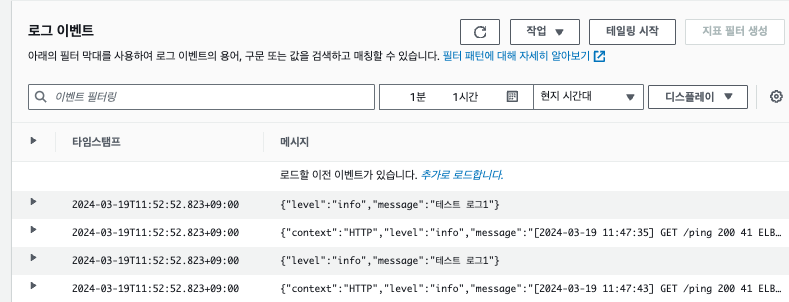 로그 이벤트
작업
테일링 시작
지표 필터 생성
아래의 필터 막대를 사용하여 로그 이벤트의 용어, 구문 또는 값을 검색하고 매칭할 수 있습니다. 필터 패턴에 대해 자세히 알아보기
이벤트 필터링
1분 1시간
현지 시간대
디스플레이
타임스탬프 메시지
로드할 이전 이벤트가 있습니다. 추가로 로드합니다.
2024-03-19T11:52:52.823+09:00 {"level":"info","message":"테스트 로그1"}
2024-03-19T11:52:52.823+09:00 {"context":"HTTP","level":"info","message":"[2024-03-19 11:47:35] GET /ping 200 41 ELB…
2024-03-19T11:52:52.823+09:00 {"level":"info","message":"테스트 로그1"}
2024-03-19T11:52:52.823+09:00 {"context":"HTTP","level":"info","message":"[2024-03-19 11:47:43] GET /ping 200 41 ELB…